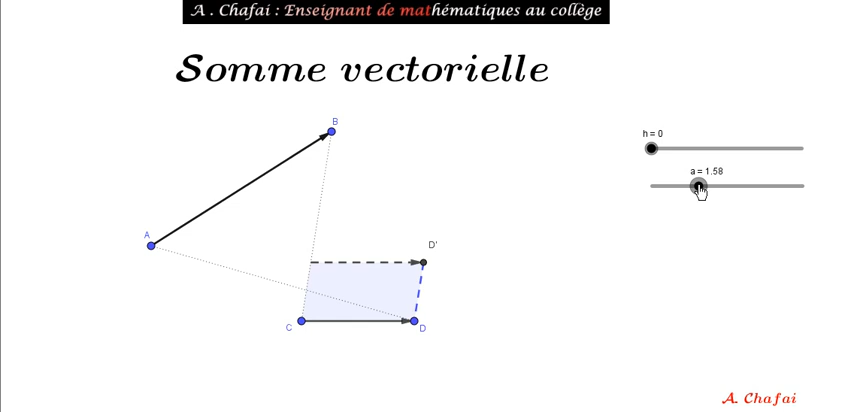 A . Chafai : Enseignant de mathématiques au collège
Somme vectorielle
B
h = 0
a = 1.58
A
D'
C
D
A. Chafai